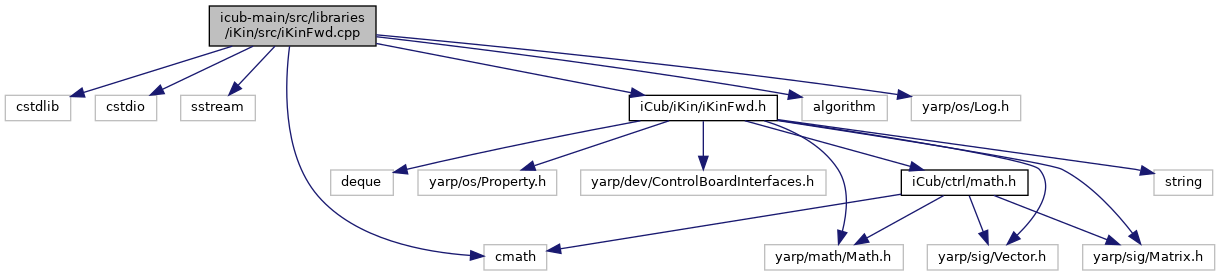 icub-main/src/libraries
/iKin/src/iKinFwd.cpp
cstdlib
cstdio
sstream
iCub/iKin/iKinFwd.h
algorithm
yarp/os/Log.h
deque
yarp/os/Property.h
yarp/dev/ControlBoardInterfaces.h
iCub/ctrl/math.h
string
cmath
yarp/math/Math.h
yarp/sig/Vector.h
yarp/sig/Matrix.h